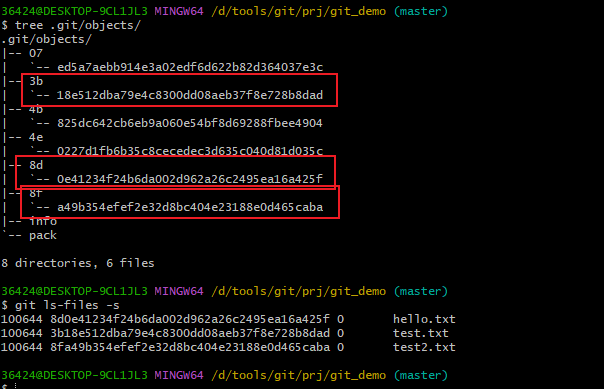 36424@DESKTOP-9CL1JL3 MINGW64 /d/tools/git/prj/git_demo (master)
$ tree .git/objects/
.git/objects/
|-- 07
|   `-- ed5a7aebb914e3a02edf6d622b82d364037e3c
|-- 3b
|   `-- 18e512dba79e4c8300dd08aeb37f8e728b8dad
|-- 4b
|   `-- 825dc642cb6eb9a060e54bf8d69288fbee4904
|-- 4e
|   `-- 0227d1fb6b35c8cecedec3d635c040d81d035c
|-- 8d
|   `-- 0e41234f24b6da002d962a26c2495ea16a425f
|-- 8f
|   `-- a49b354efef2e32d8bc404e23188e0d465caba
|-- info
`-- pack
8 directories, 6 files
36424@DESKTOP-9CL1JL3 MINGW64 /d/tools/git/prj/git_demo (master)
$ git ls-files -s
100644 8d0e41234f24b6da002d962a26c2495ea16a425f 0       hello.txt
100644 3b18e512dba79e4c8300dd08aeb37f8e728b8dad 0       test.txt
100644 8fa49b354efef2e32d8bc404e23188e0d465caba 0       test2.txt
36424@DESKTOP-9CL1JL3 MINGW64 /d/tools/git/prj/git_demo (master)
$